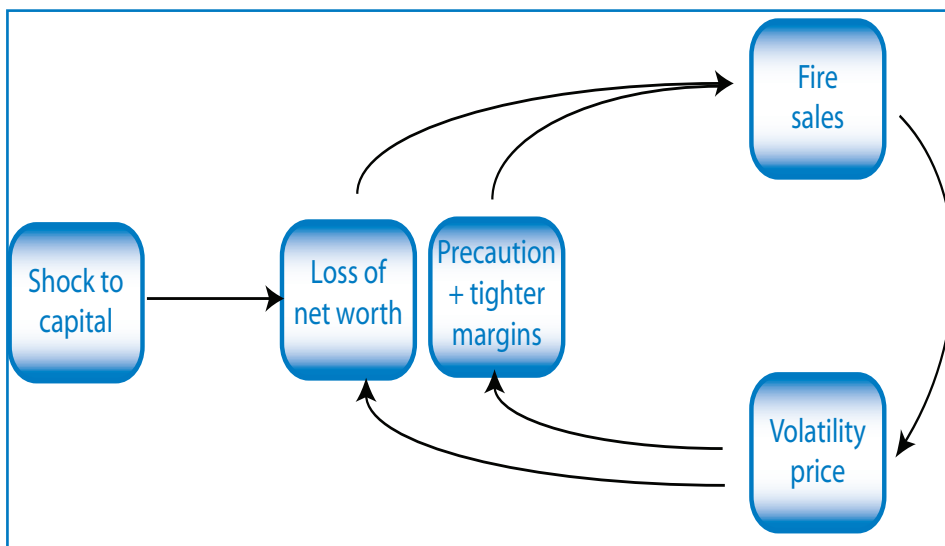 Fire
sales
Shock to
capital
Loss of
net worth
Precaution
+ tighter
margins
Volatility
price